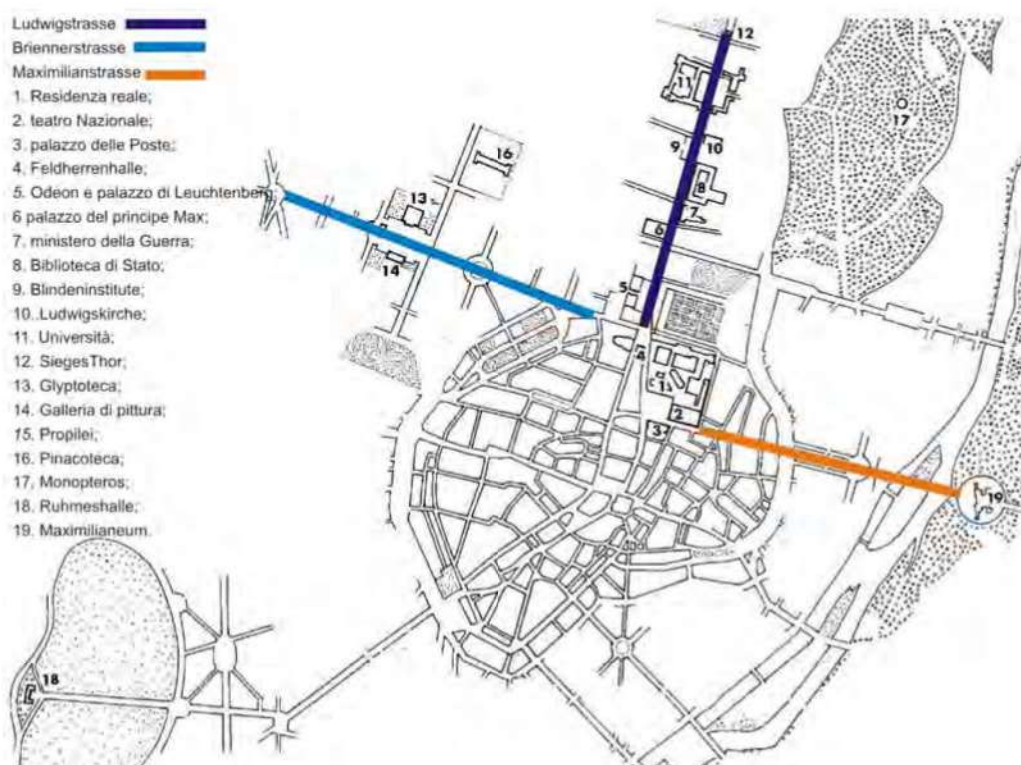 Ludwigstrasse
Briennerstrasse
Maximilianstrasse
1. Residenza reale;
2. teatro Nazionale;
3. palazzo delle Poste;
4. Feldherrenhalle;
5. Odeon e palazzo di Leuchtenberg;
6 palazzo del principe Max;
7. ministero della Guerra;
8. Biblioteca di Stato;
9. Blindeninstitute;
10..Ludwigskirche;
11. Università;
12. SiegesThor;
13. Glyptoteca;
14. Galleria di pittura;
15. Propilei;
16. Pinacoteca;
17. Monopteros;
18. Ruhmeshalle;
19. Maximilianeum.
12
11
17
9
10
16
8
13
7
6
14
5
4
1
2
3
19
18